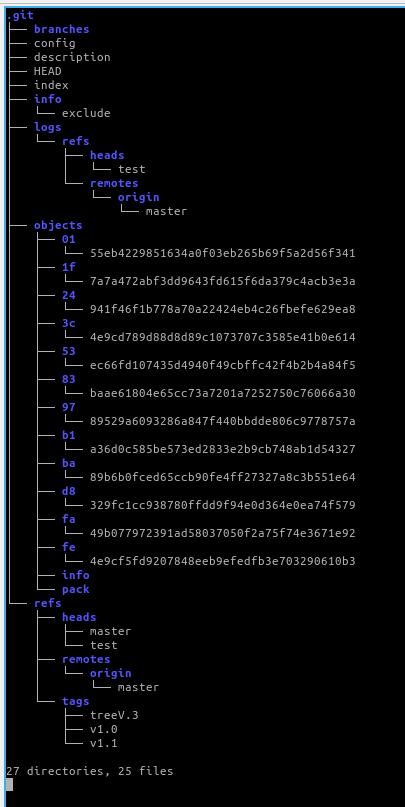 .git
├── branches
├── config
├── description
├── HEAD
├── index
├── info
│   └── exclude
├── logs
│   └── refs
│       ├── heads
│       │   └── test
│       └── remotes
│           └── origin
│               └── master
├── objects
│   ├── 01
│   │   └── 55eb4229851634a0f03eb265b69f5a2d56f341
│   ├── 1f
│   │   └── 7a7a472abf3dd9643fd615f6da379c4acb3e3a
│   ├── 24
│   │   └── 941f46f1b778a70a22424eb4c26fbefe629ea8
│   ├── 3c
│   │   └── 4e9cd789d88d8d89c1073707c3585e41b0e614
│   ├── 53
│   │   └── ec66fd107435d4940f49cbffc42f4b2b4a84f5
│   ├── 83
│   │   └── baae61804e65cc73a7201a7252750c76066a30
│   ├── 97
│   │   └── 89529a6093286a847f440bbdde806c9778757a
│   ├── b1
│   │   └── a36d0c585be573ed2833e2b9cb748ab1d54327
│   ├── ba
│   │   └── 89b6b0fced65ccb90fe4ff27327a8c3b551e64
│   ├── d8
│   │   └── 329fc1cc938780ffdd9f94e0d364e0ea74f579
│   ├── fa
│   │   └── 49b077972391ad58037050f2a75f74e3671e92
│   ├── fe
│   │   └── 4e9cf5fd9207848eeb9efedfb3e703290610b3
│   ├── info
│   └── pack
└── refs
    ├── heads
    │   ├── master
    │   └── test
    ├── remotes
    │   └── origin
    │       └── master
    └── tags
        ├── treeV.3
        ├── v1.0
        └── v1.1
27 directories, 25 files